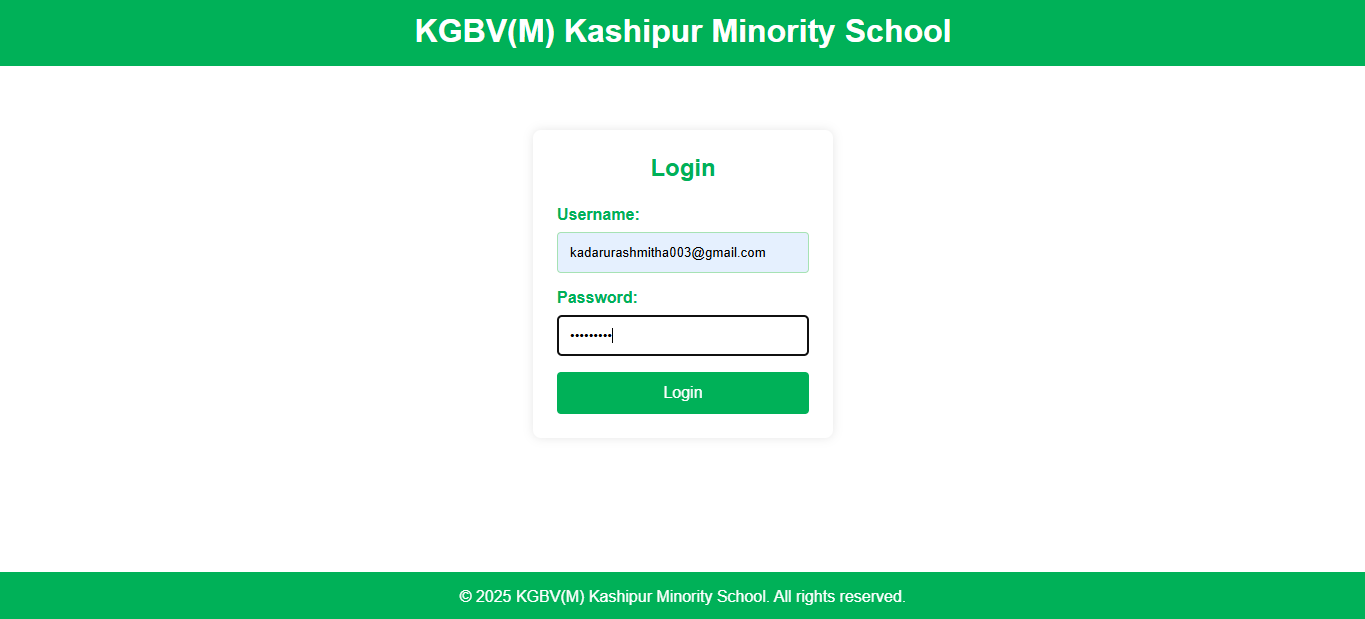 KGBV(M) Kashipur Minority School
Login
Username:
kadarurashmitha003@gmail.com
Password:
•••••••••
Login
© 2025 KGBV(M) Kashipur Minority School. All rights reserved.